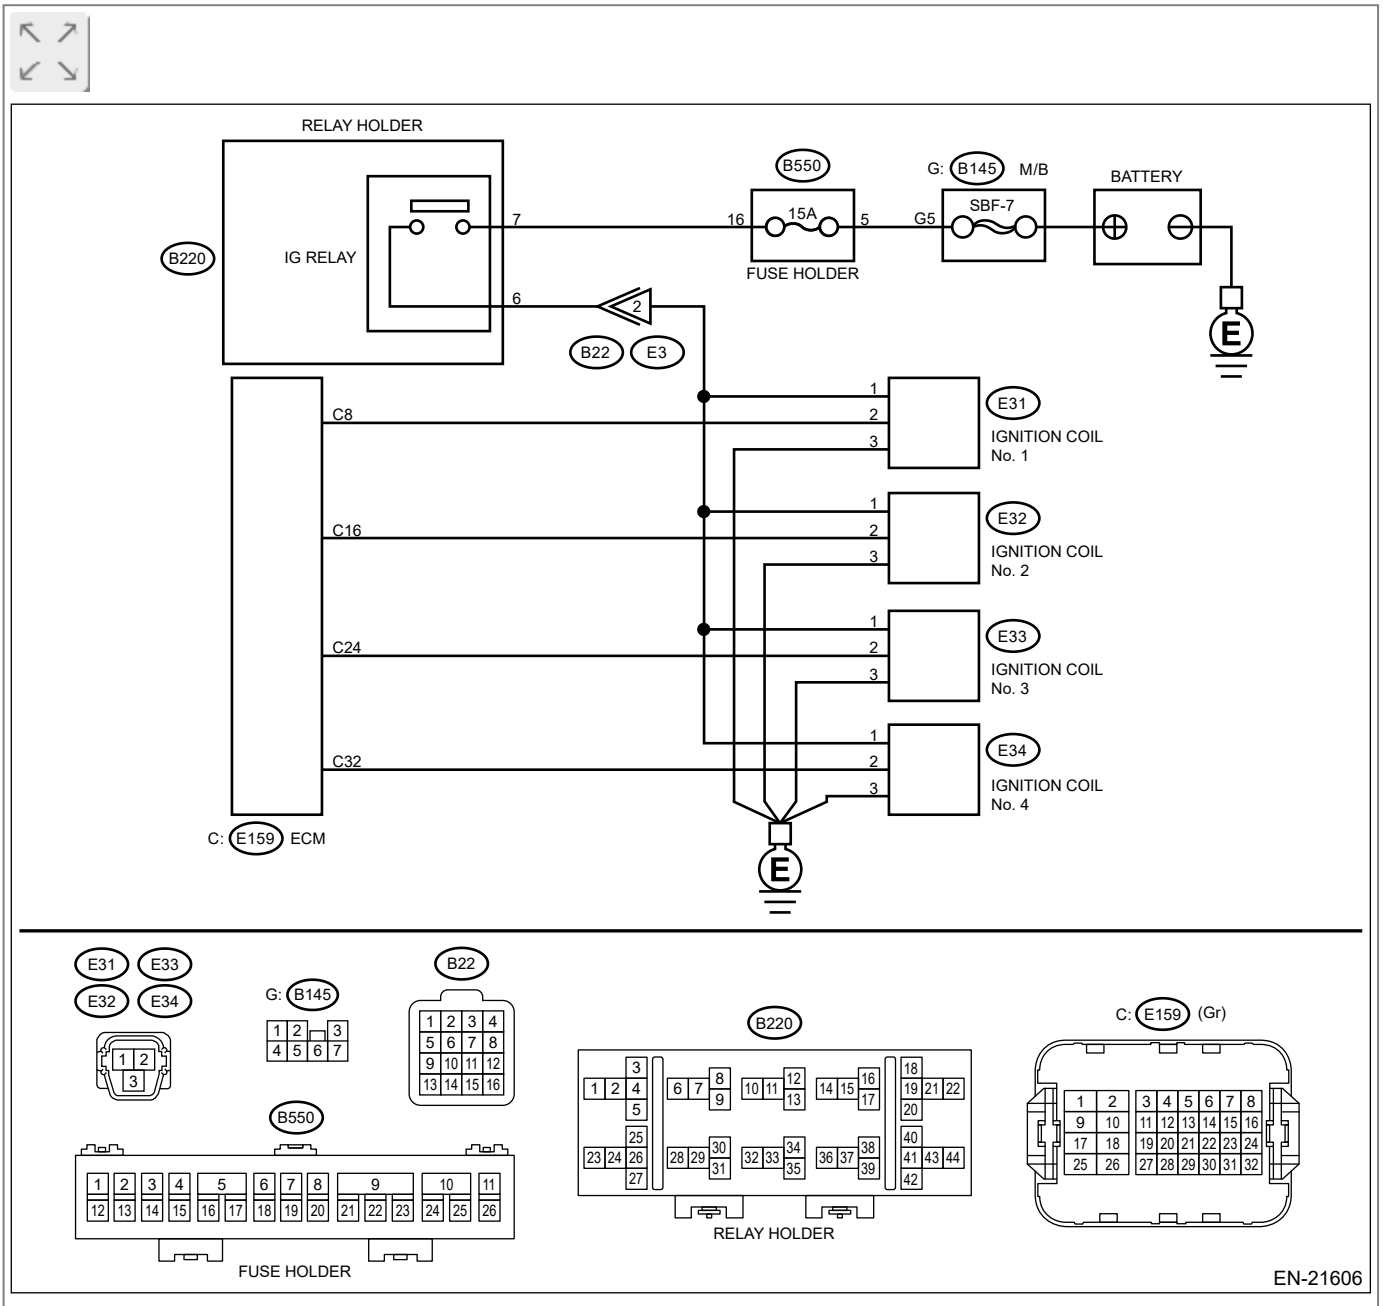 RELAY HOLDER
B550
G: B145 M/B
BATTERY
SBF-7
15A
7
16
5
G5
B220
IG RELAY
FUSE HOLDER
6
2
E
B22 E3
1
E31
C8
2
IGNITION COIL
3
No. 1
1
E32
C16
2
IGNITION COIL
3
No. 2
1
E33
C24
2
IGNITION COIL
3
No. 3
1
E34
C32
2
IGNITION COIL
3
No. 4
C: E159 ECM
E
E31 E33
E32 E34
1 2
3
G: B145
1 2 3
4 5 6 7
B22
1 2 3 4
5 6 7 8
9 10 11 12
13 14 15 16
B220
3 8 12 16 18
1 2 4 6 7 10 11 14 15 19 21 22
5 9 13 17 20
25 30 34 38 40
23 24 26 28 29 32 33 36 37 41 43 44
27 31 35 39 42
RELAY HOLDER
C: E159 (Gr)
1 2 3 4 5 6 7 8
9 10 11 12 13 14 15 16
17 18 19 20 21 22 23 24
25 26 27 28 29 30 31 32
B550
1 2 3 4 5 6 7 8 9 10 11
12 13 14 15 16 17 18 19 20 21 22 23 24 25 26
FUSE HOLDER
EN-21606